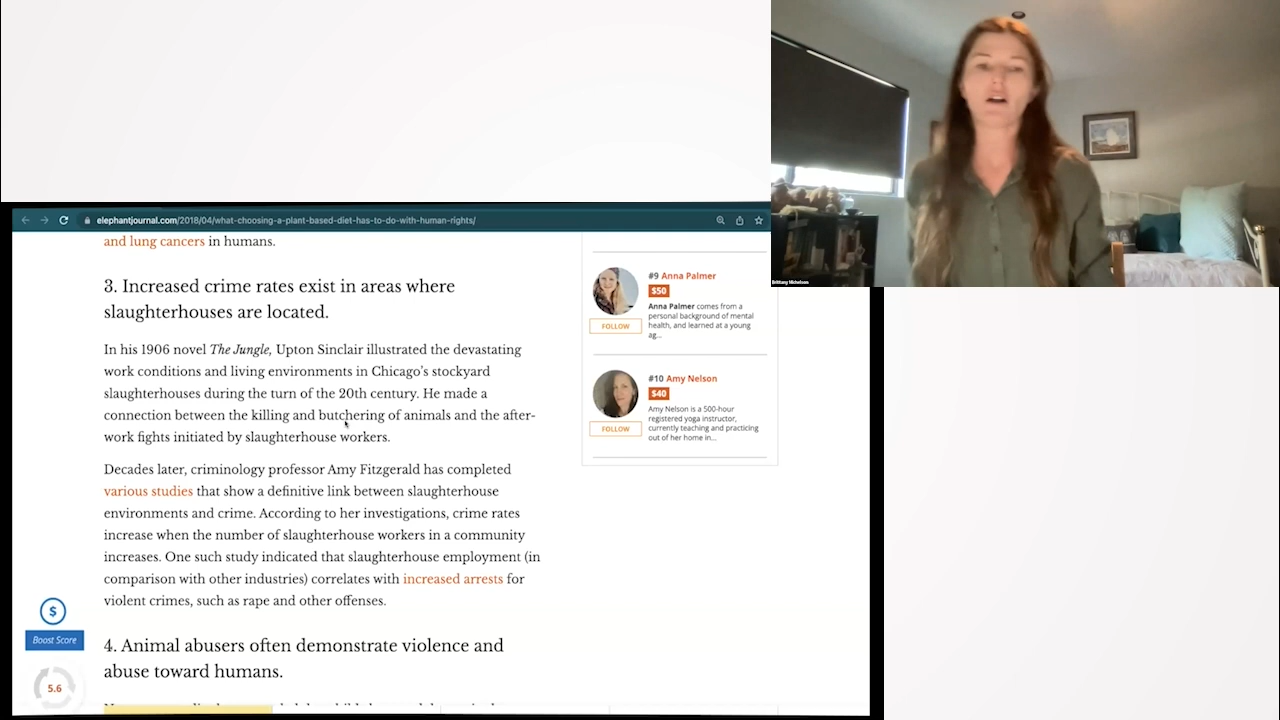 elephantjournal.com/2018/04/what-choosing-a-plant-based-diet-has-to-do-with-human-rights/
and lung cancers in humans.
3. Increased crime rates exist in areas where
slaughterhouses are located.
In his 1906 novel The Jungle, Upton Sinclair illustrated the devastating
work conditions and living environments in Chicago's stockyard
slaughterhouses during the turn of the 20th century. He made a
connection between the killing and butchering of animals and the after-
work fights initiated by slaughterhouse workers.
Decades later, criminology professor Amy Fitzgerald has completed
various studies that show a definitive link between slaughterhouse
environments and crime. According to her investigations, crime rates
increase when the number of slaughterhouse workers in a community
increases. One such study indicated that slaughterhouse employment (in
comparison with other industries) correlates with increased arrests for
violent crimes, such as rape and other offenses.
4. Animal abusers often demonstrate violence and
abuse toward humans.
$
Boost Score
5.6
#9 Anna Palmer
$50
Anna Palmer comes from a
personal background of mental
health, and learned at a young
ag...
FOLLOW
#10 Amy Nelson
$40
Amy Nelson is a 500-hour
registered yoga instructor,
currently teaching and practicing
out of her home in...
FOLLOW
Brittany Michelson